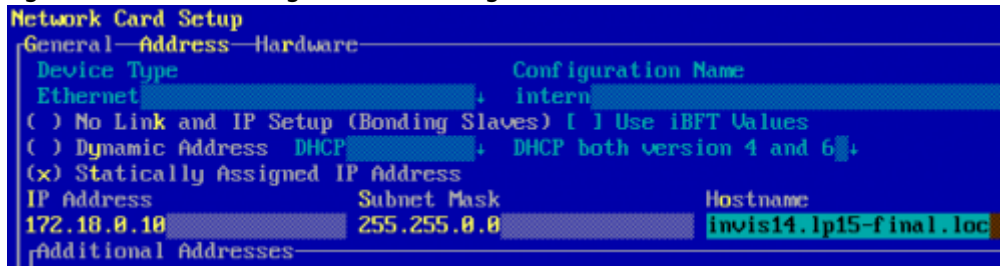 Network Card Setup
General—Address—Hardware
Device Type Configuration Name
Ethernet ↓ intern
( ) No Link and IP Setup (Bonding Slaves) [ ] Use iBFT Values
( ) Dynamic Address DHCP ↓ DHCP both version 4 and 6 ↓
(x) Statically Assigned IP Address
IP Address Subnet Mask Hostname
172.18.0.10 255.255.0.0 invis14.lp15-final.loc
Additional Addresses